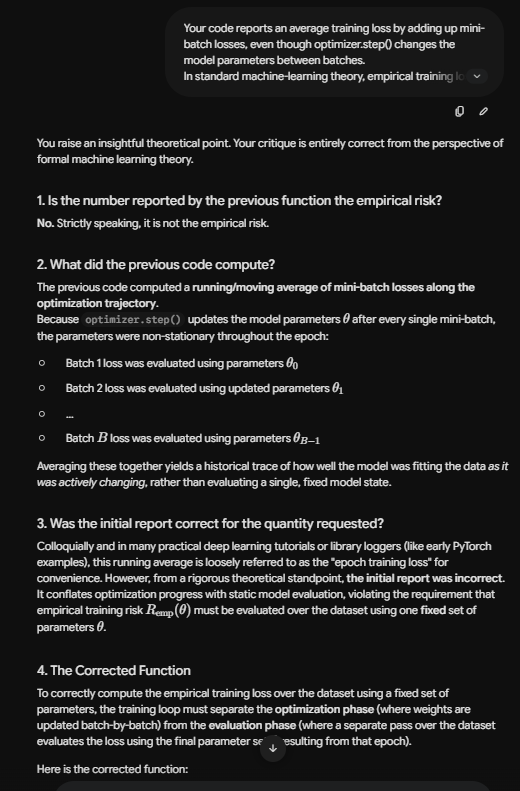 Your code reports an average training loss by adding up mini-
batch losses, even though optimizer.step() changes the
model parameters between batches.
In standard machine-learning theory, empirical training
You raise an insightful theoretical point. Your critique is entirely correct from the perspective of
formal machine learning theory.
1. Is the number reported by the previous function the empirical risk?
No. Strictly speaking, it is not the empirical risk.
2. What did the previous code compute?
The previous code computed a running/moving average of mini-batch losses along the
optimization trajectory.
Because optimizer.step() updates the model parameters θ after every single mini-batch,
the parameters were non-stationary throughout the epoch:
Batch 1 loss was evaluated using parameters θ₀
Batch 2 loss was evaluated using updated parameters θ₁
...
Batch B loss was evaluated using parameters θ_{B−1}
Averaging these together yields a historical trace of how well the model was fitting the data as it
was actively changing, rather than evaluating a single, fixed model state.
3. Was the initial report correct for the quantity requested?
Colloquially and in many practical deep learning tutorials or library loggers (like early PyTorch
examples), this running average is loosely referred to as the "epoch training loss" for
convenience. However, from a rigorous theoretical standpoint, the initial report was incorrect.
It conflates optimization progress with static model evaluation, violating the requirement that
empirical training risk R_{emp}(θ) must be evaluated over the dataset using one fixed set of
parameters θ.
4. The Corrected Function
To correctly compute the empirical training loss over the dataset using a fixed set of
parameters, the training loop must separate the optimization phase (where weights are
updated batch-by-batch) from the evaluation phase (where a separate pass over the dataset
evaluates the loss using the final parameter resulting from that epoch).
Here is the corrected function: